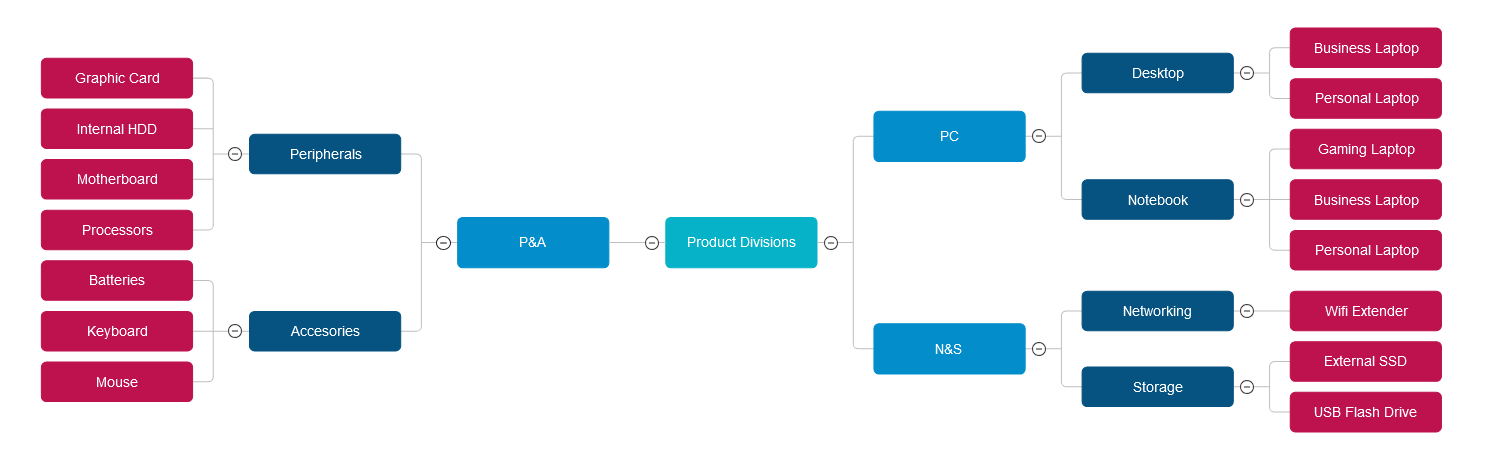 Graphic Card
Internal HDD
Motherboard
Processors
Batteries
Keyboard
Mouse
Peripherals
Accesories
P&A
Product Divisions
PC
N&S
Desktop
Notebook
Networking
Storage
Business Laptop
Personal Laptop
Gaming Laptop
Business Laptop
Personal Laptop
Wifi Extender
External SSD
USB Flash Drive